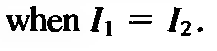 when I₁ = I₂.